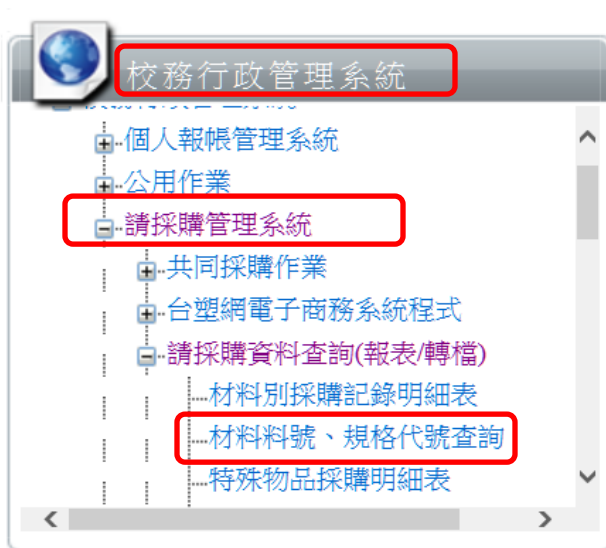 校務行政管理系統
個人報帳管理系統
公用作業
請採購管理系統
共同採購作業
台塑網電子商務系統程式
請採購資料查詢(報表/轉檔)
材料別採購記錄明細表
材料料號、規格代號查詢
特殊物品採購明細表